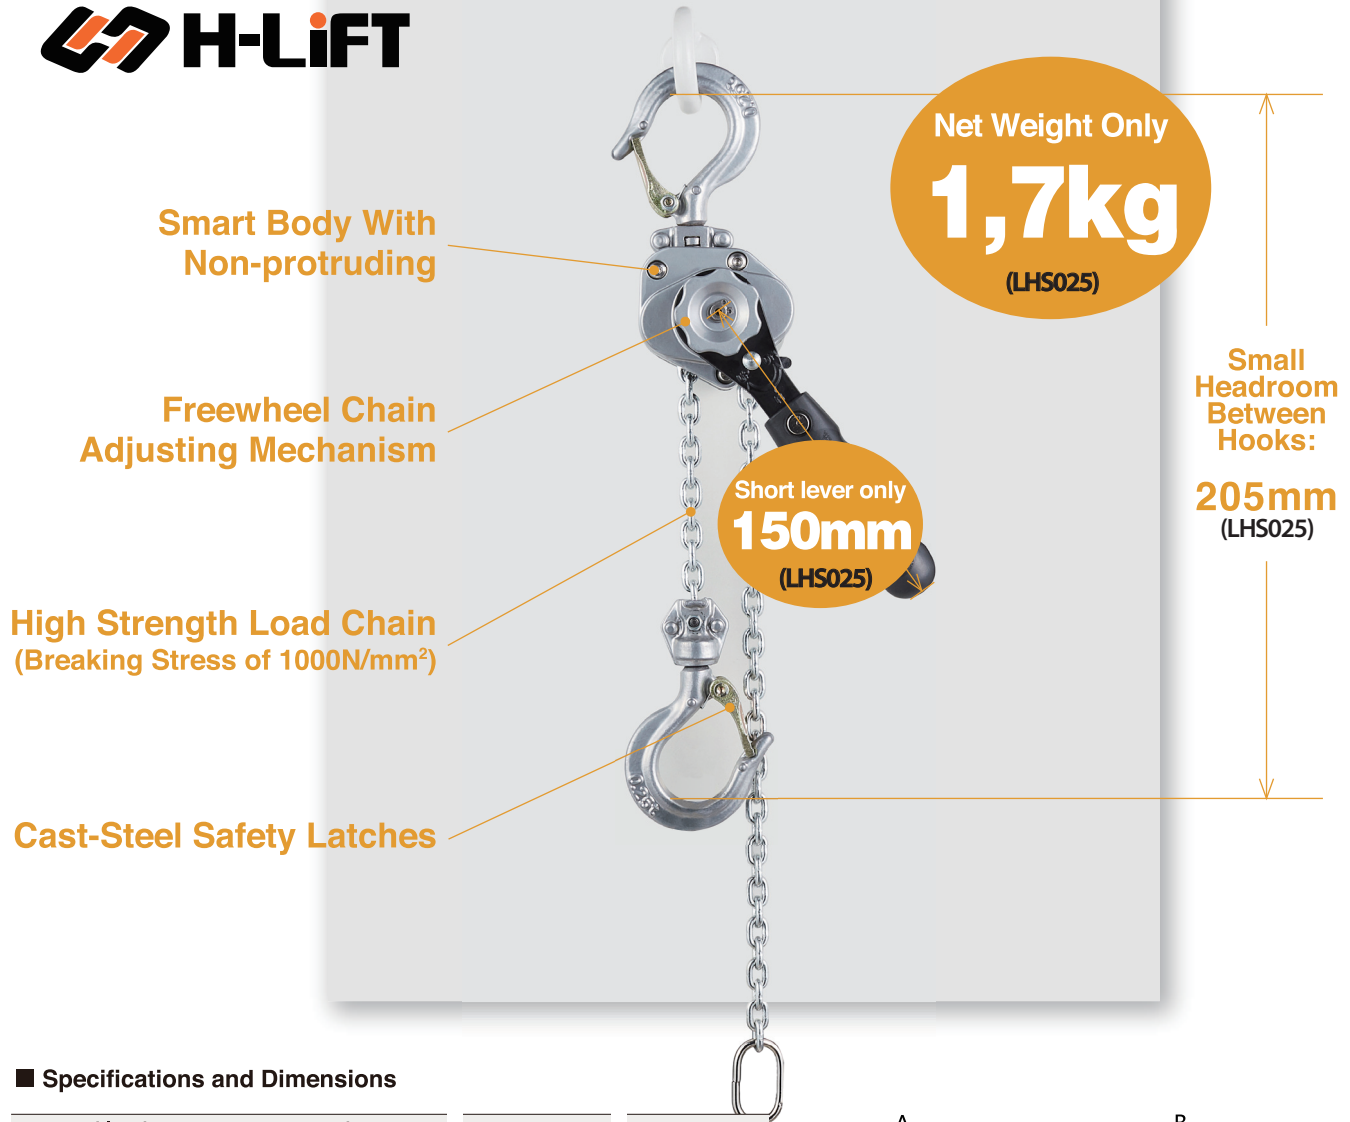 H-LiFT
Net Weight Only
1,7kg
(LHS025)
Smart Body With
Non-protruding
Small
Headroom
Between
Hooks:
205mm
(LHS025)
Freewheel Chain
Adjusting Mechanism
Short lever only
150mm
(LHS025)
High Strength Load Chain
(Breaking Stress of 1000N/mm²)
0.25t
Cast-Steel Safety Latches
■ Specifications and Dimensions
A
B